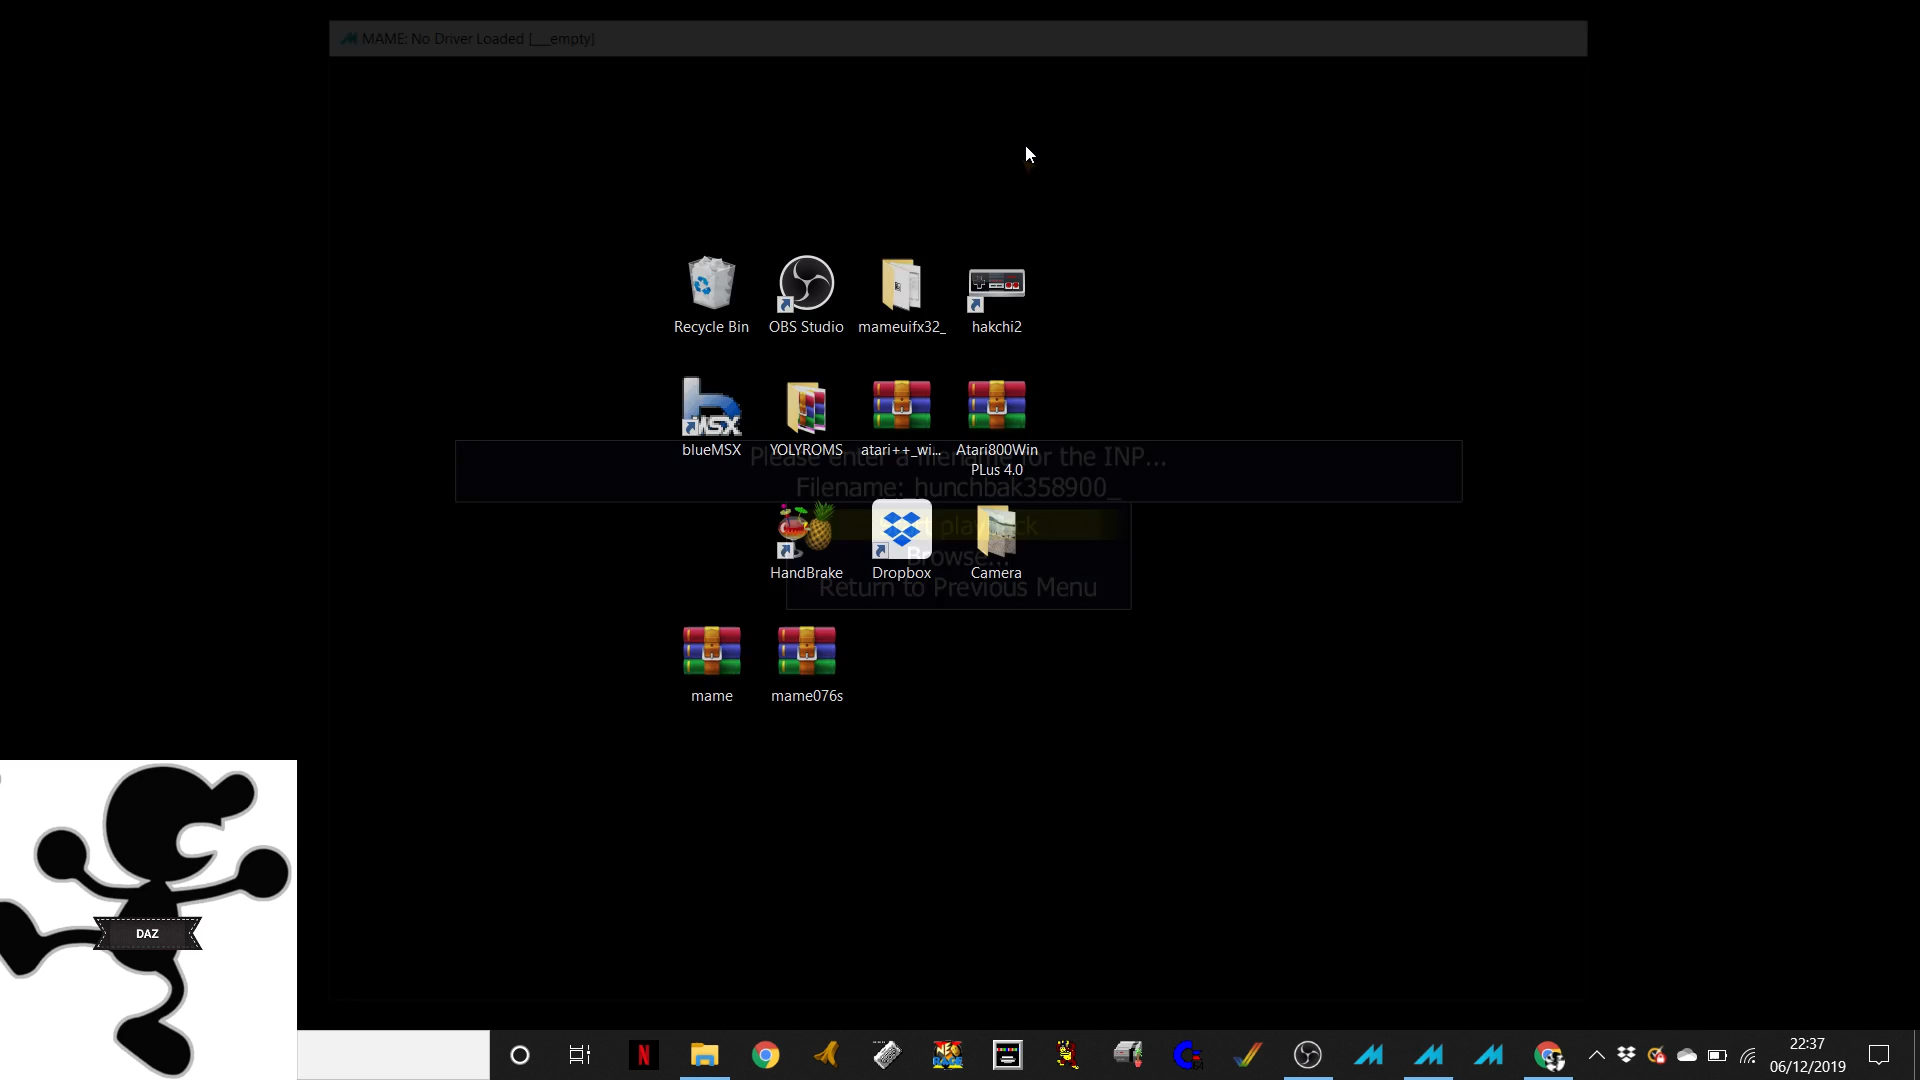 MAME: No Driver Loaded [___empty]
Recycle Bin
OBS Studio
mameuifx32_
hakchi2
blueMSX
YOLYROMS
atari++_wi...
Atari800Win
PLus 4.0
Please enter a filename for the INP...
Filename: hunchbak358900_
Browse...
Return to Previous Menu
HandBrake
Dropbox
Camera
mame
mame076s
DAZ
22:37
06/12/2019